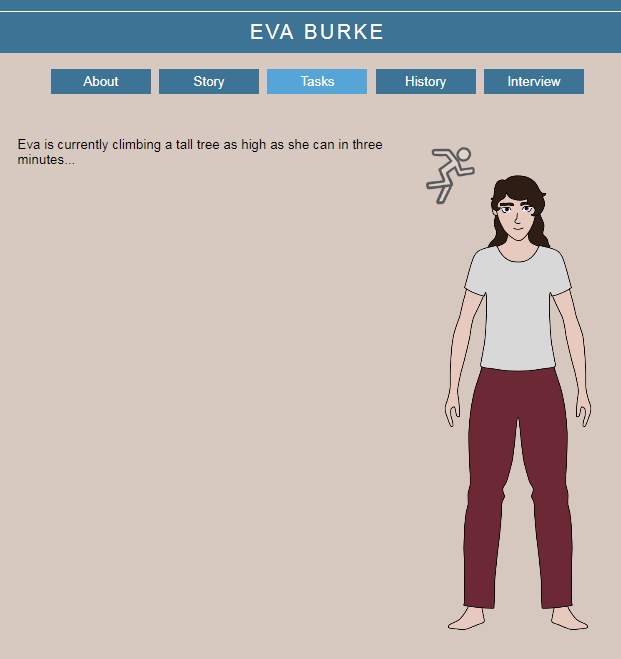 EVA BURKE
About Story Tasks History Interview
Eva is currently climbing a tall tree as high as she can in three
minutes...